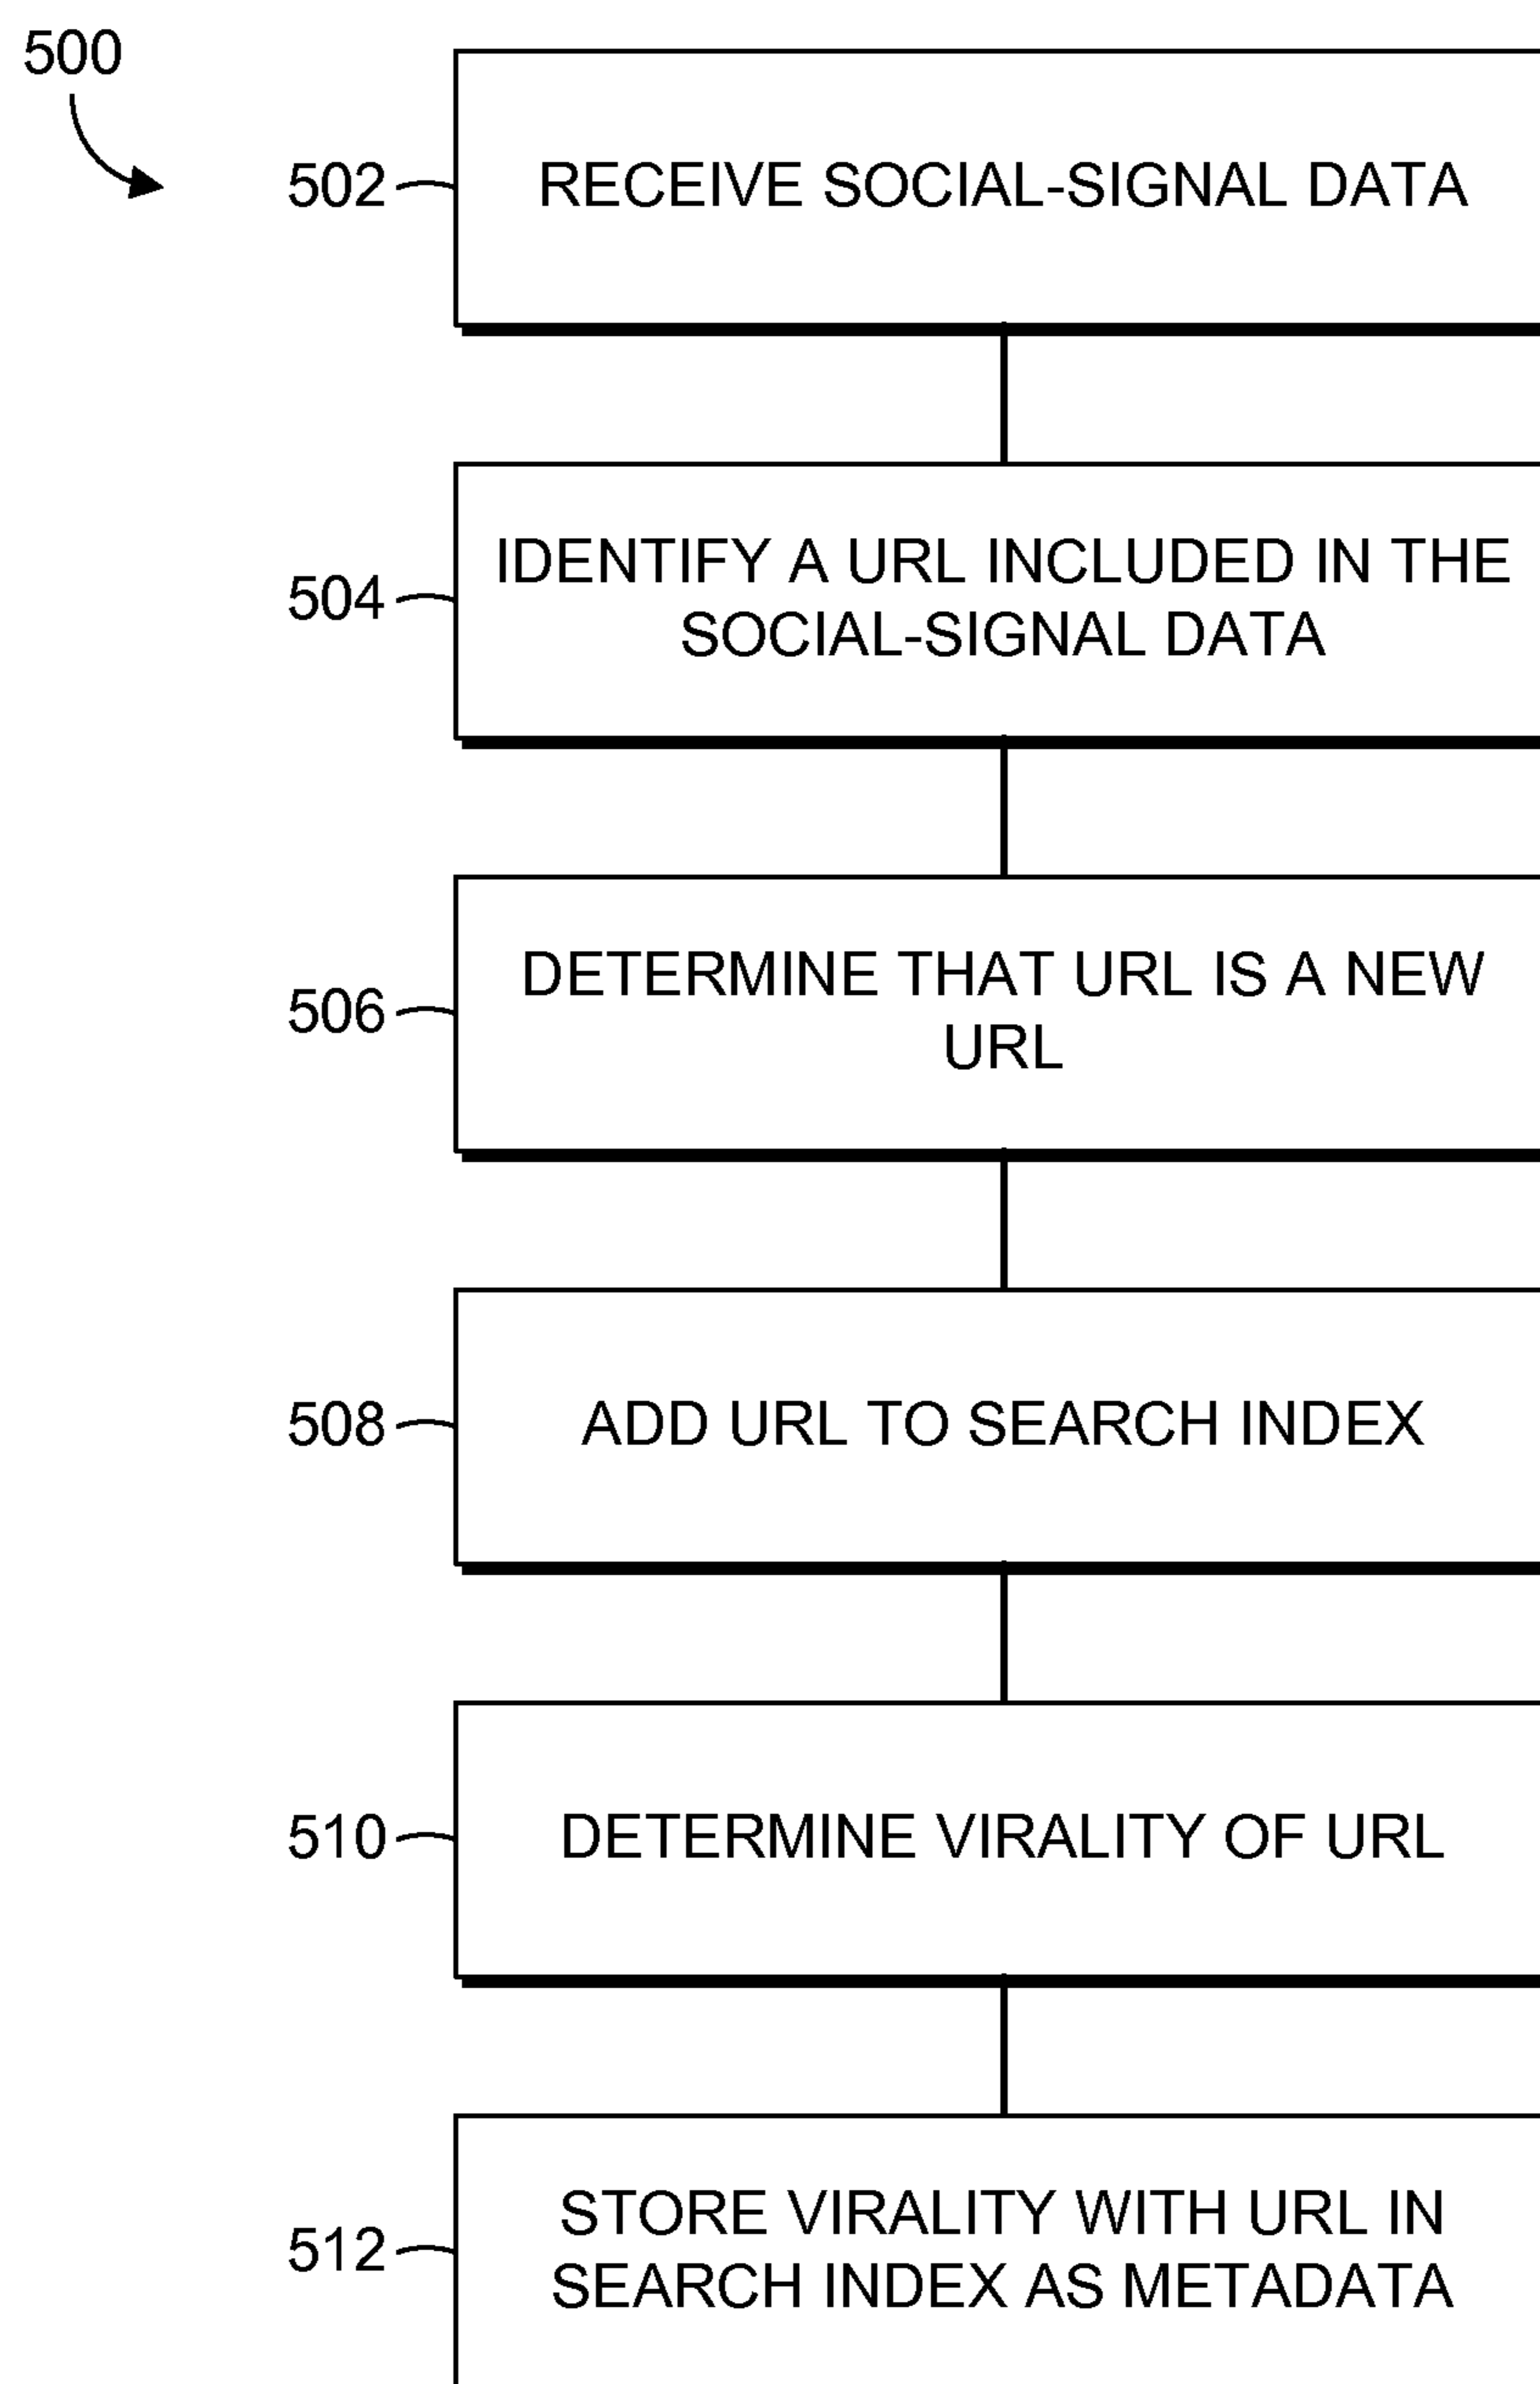 500
502
RECEIVE SOCIAL-SIGNAL DATA
504
IDENTIFY A URL INCLUDED IN THE
SOCIAL-SIGNAL DATA
506
DETERMINE THAT URL IS A NEW
URL
508
ADD URL TO SEARCH INDEX
510
DETERMINE VIRALITY OF URL
512
STORE VIRALITY WITH URL IN
SEARCH INDEX AS METADATA